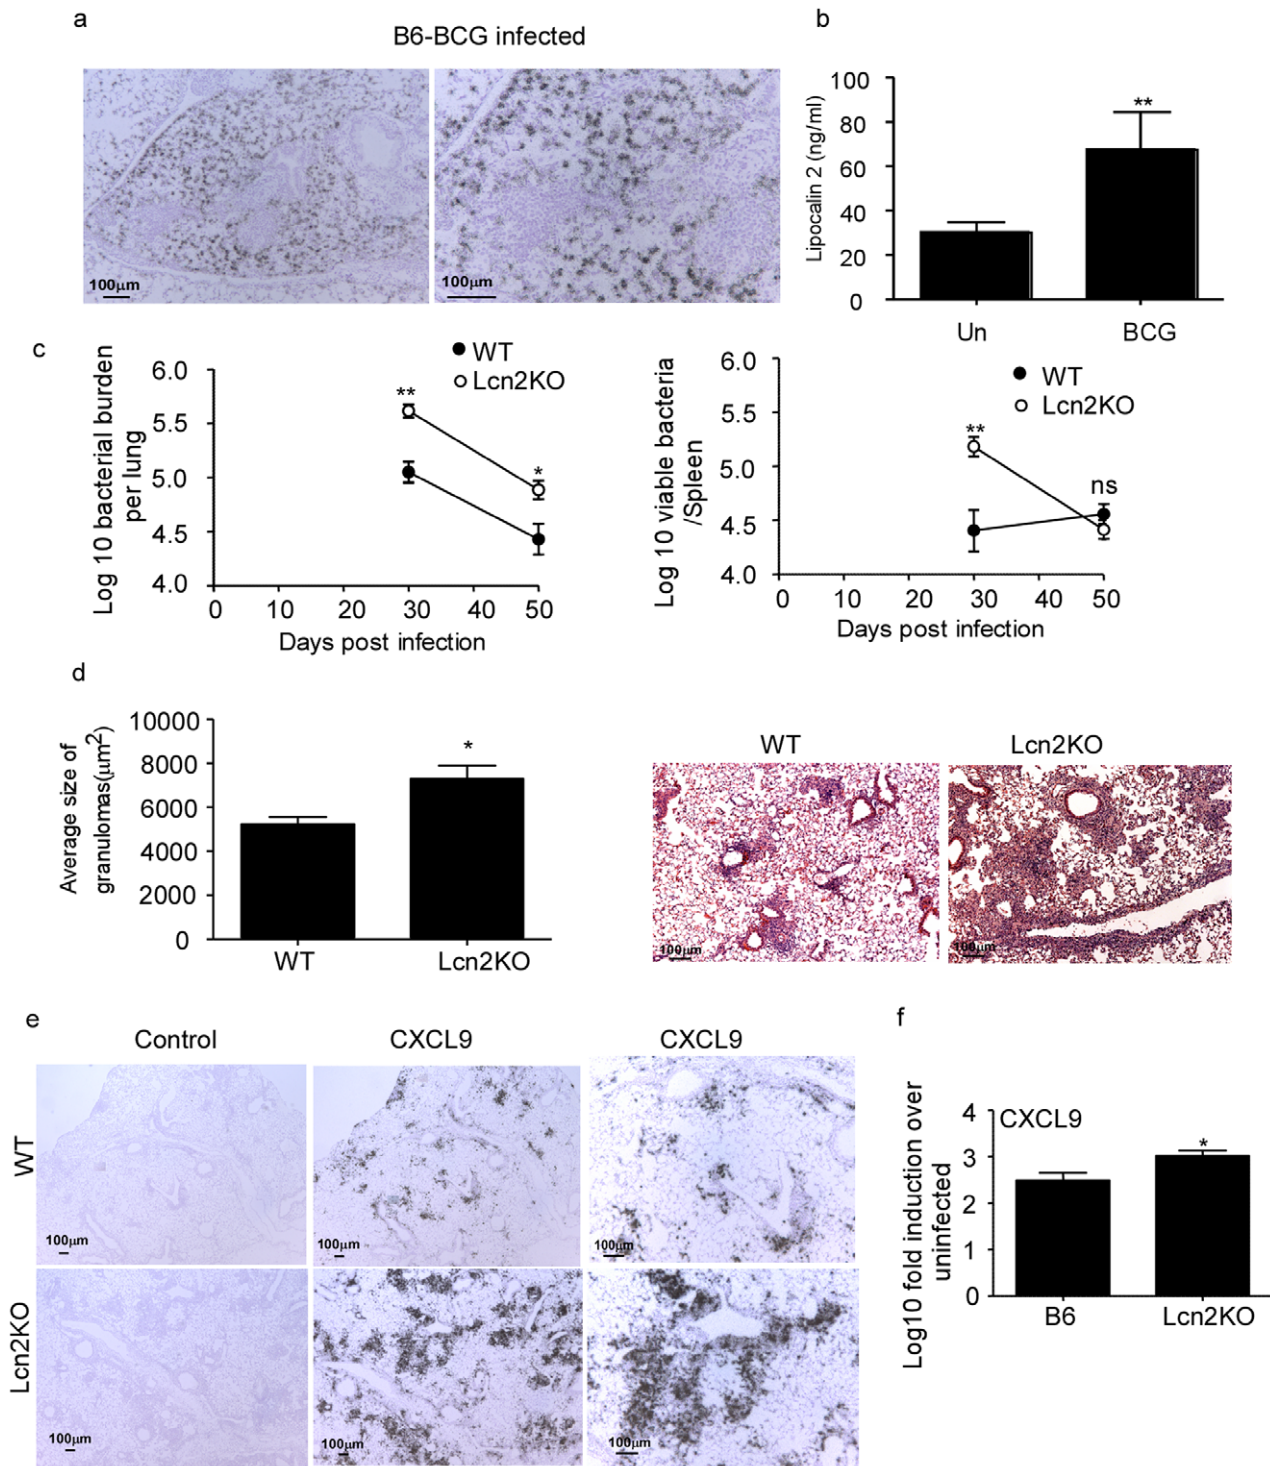 a
B6-BCG infected
100µm
100µm
b
Lipocalin 2 (ng/ml)
100
80
60
40
20
0
**
Un
BCG
c
WT
Lcn2KO
Log 10 bacterial burden
per lung
6.0
5.5
5.0
4.5
4.0
**
*
0 10 20 30 40 50
Days post infection
WT
Lcn2KO
Log 10 viable bacteria
/Spleen
6.0
5.5
5.0
4.5
4.0
**
ns
0 10 20 30 40 50
Days post infection
d
Average size of
granulomas(µm2)
10000
8000
6000
4000
2000
0
*
WT
Lcn2KO
WT
Lcn2KO
100µm
100µm
e
Control
CXCL9
CXCL9
WT
100µm
100µm
100µm
Lcn2KO
100µm
100µm
100µm
f
Log10 fold induction over
uninfected
CXCL9
4
3
2
1
0
*
B6
Lcn2KO